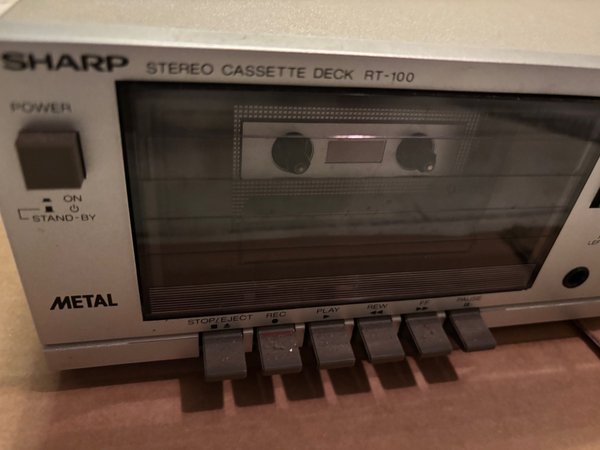 SHARP STEREO CASSETTE DECK RT-100
POWER
ON
STAND-BY
METAL
STOP/EJECT REC PLAY REW FF PAUSE